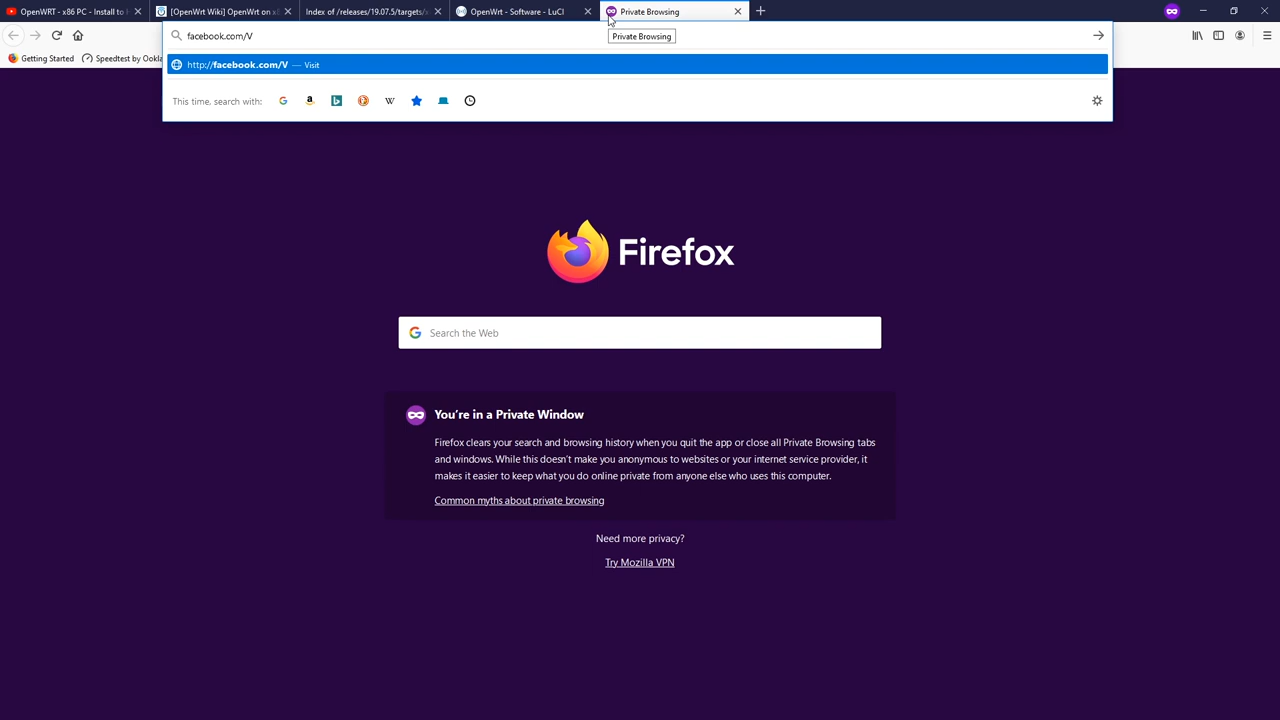 OpenWRT - x86 PC - Install to
[OpenWrt Wiki] OpenWrt on x
Index of /releases/19.07.5/targets/
OpenWrt - Software - LuCI
Private Browsing
facebook.com/V
Private Browsing
Getting Started
Speedtest by Ookla
http://facebook.com/V — Visit
This time, search with:
Firefox
Search the Web
You're in a Private Window
Firefox clears your search and browsing history when you quit the app or close all Private Browsing tabs
and windows. While this doesn't make you anonymous to websites or your internet service provider, it
makes it easier to keep what you do online private from anyone else who uses this computer.
Common myths about private browsing
Need more privacy?
Try Mozilla VPN